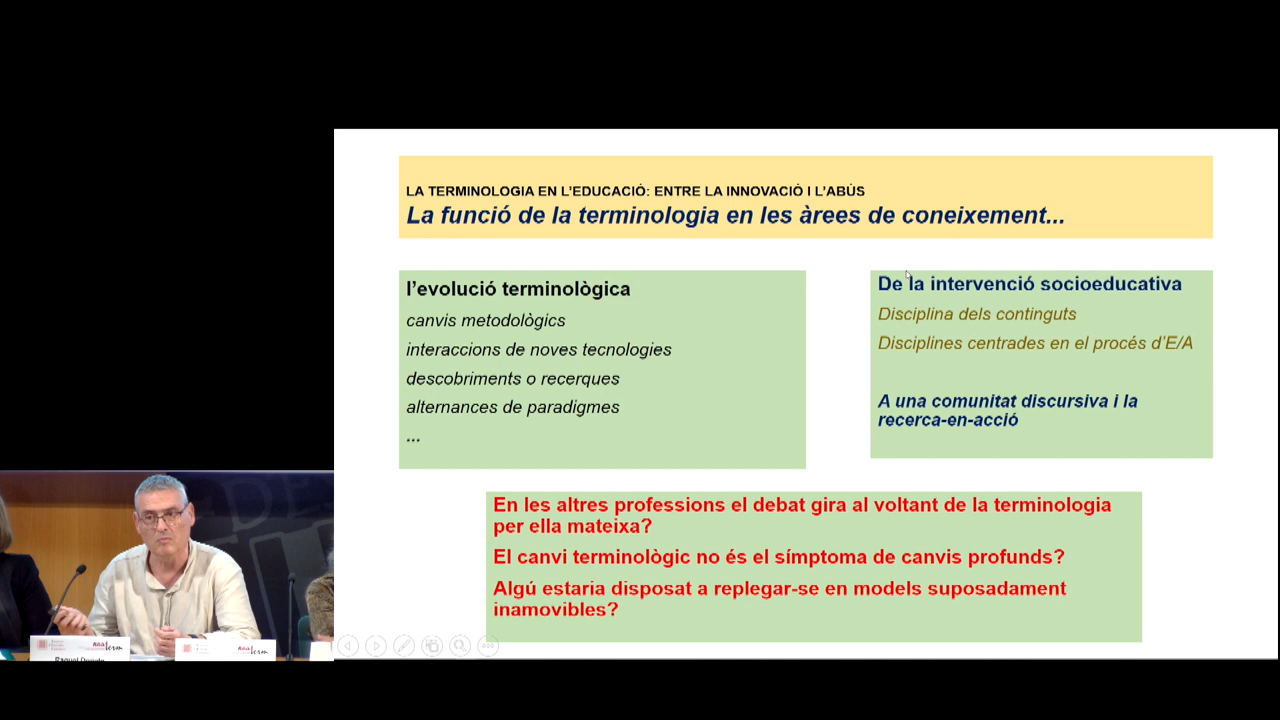 LA TERMINOLOGIA EN L'EDUCACIÓ: ENTRE LA INNOVACIÓ I L'ABÚS
La funció de la terminologia en les àrees de coneixement...
l'evolució terminològica
canvis metodològics
interaccions de noves tecnologies
descobriments o recerques
alternances de paradigmes
...
De la intervenció socioeducativa
Disciplina dels continguts
Disciplines centrades en el procés d'E/A
A una comunitat discursiva i la
recerca-en-acció
En les altres professions el debat gira al voltant de la terminologia
per ella mateixa?
El canvi terminològic no és el símptoma de canvis profunds?
Algú estaria disposat a replegar-se en models suposadament
inamovibles?